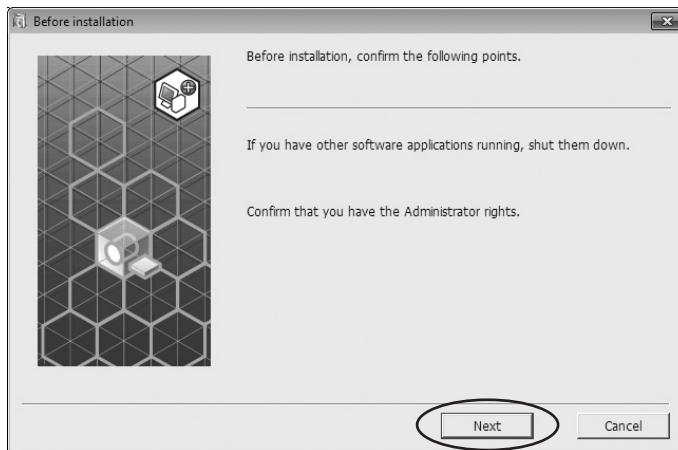 Before installation
Before installation, confirm the following points.
If you have other software applications running, shut them down.
Confirm that you have the Administrator rights.
Next
Cancel